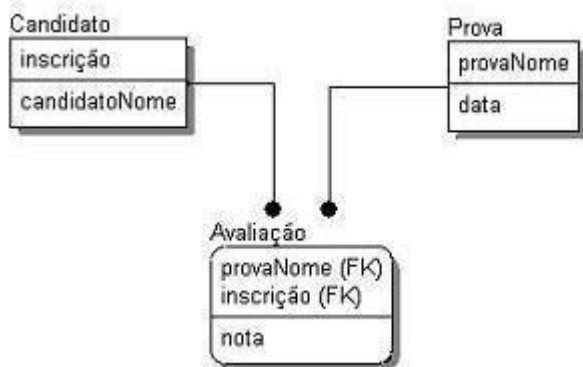 Candidato
inscrição
candidatoNome
Prova
provaNome
data
Avaliação
provaNome (FK)
inscrição (FK)
nota